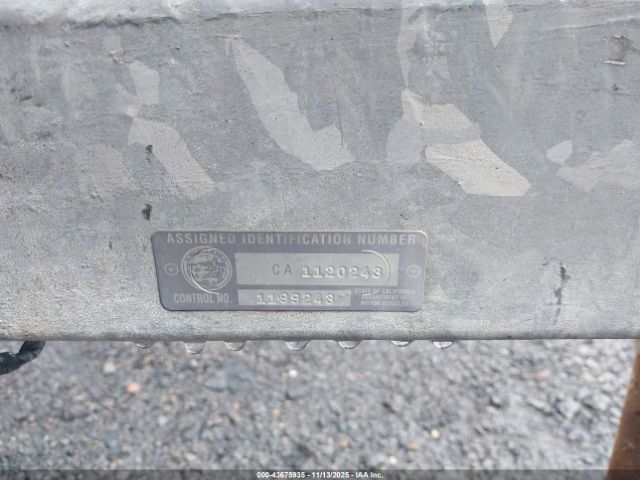 ASSIGNED IDENTIFICATION NUMBER
CA 1120243
CONTROL NO. 1199243
STATE OF CALIFORNIA
DEPARTMENT OF
MOTOR VEHICLES
000-43675935 - 11/13/2025 - IAA Inc.